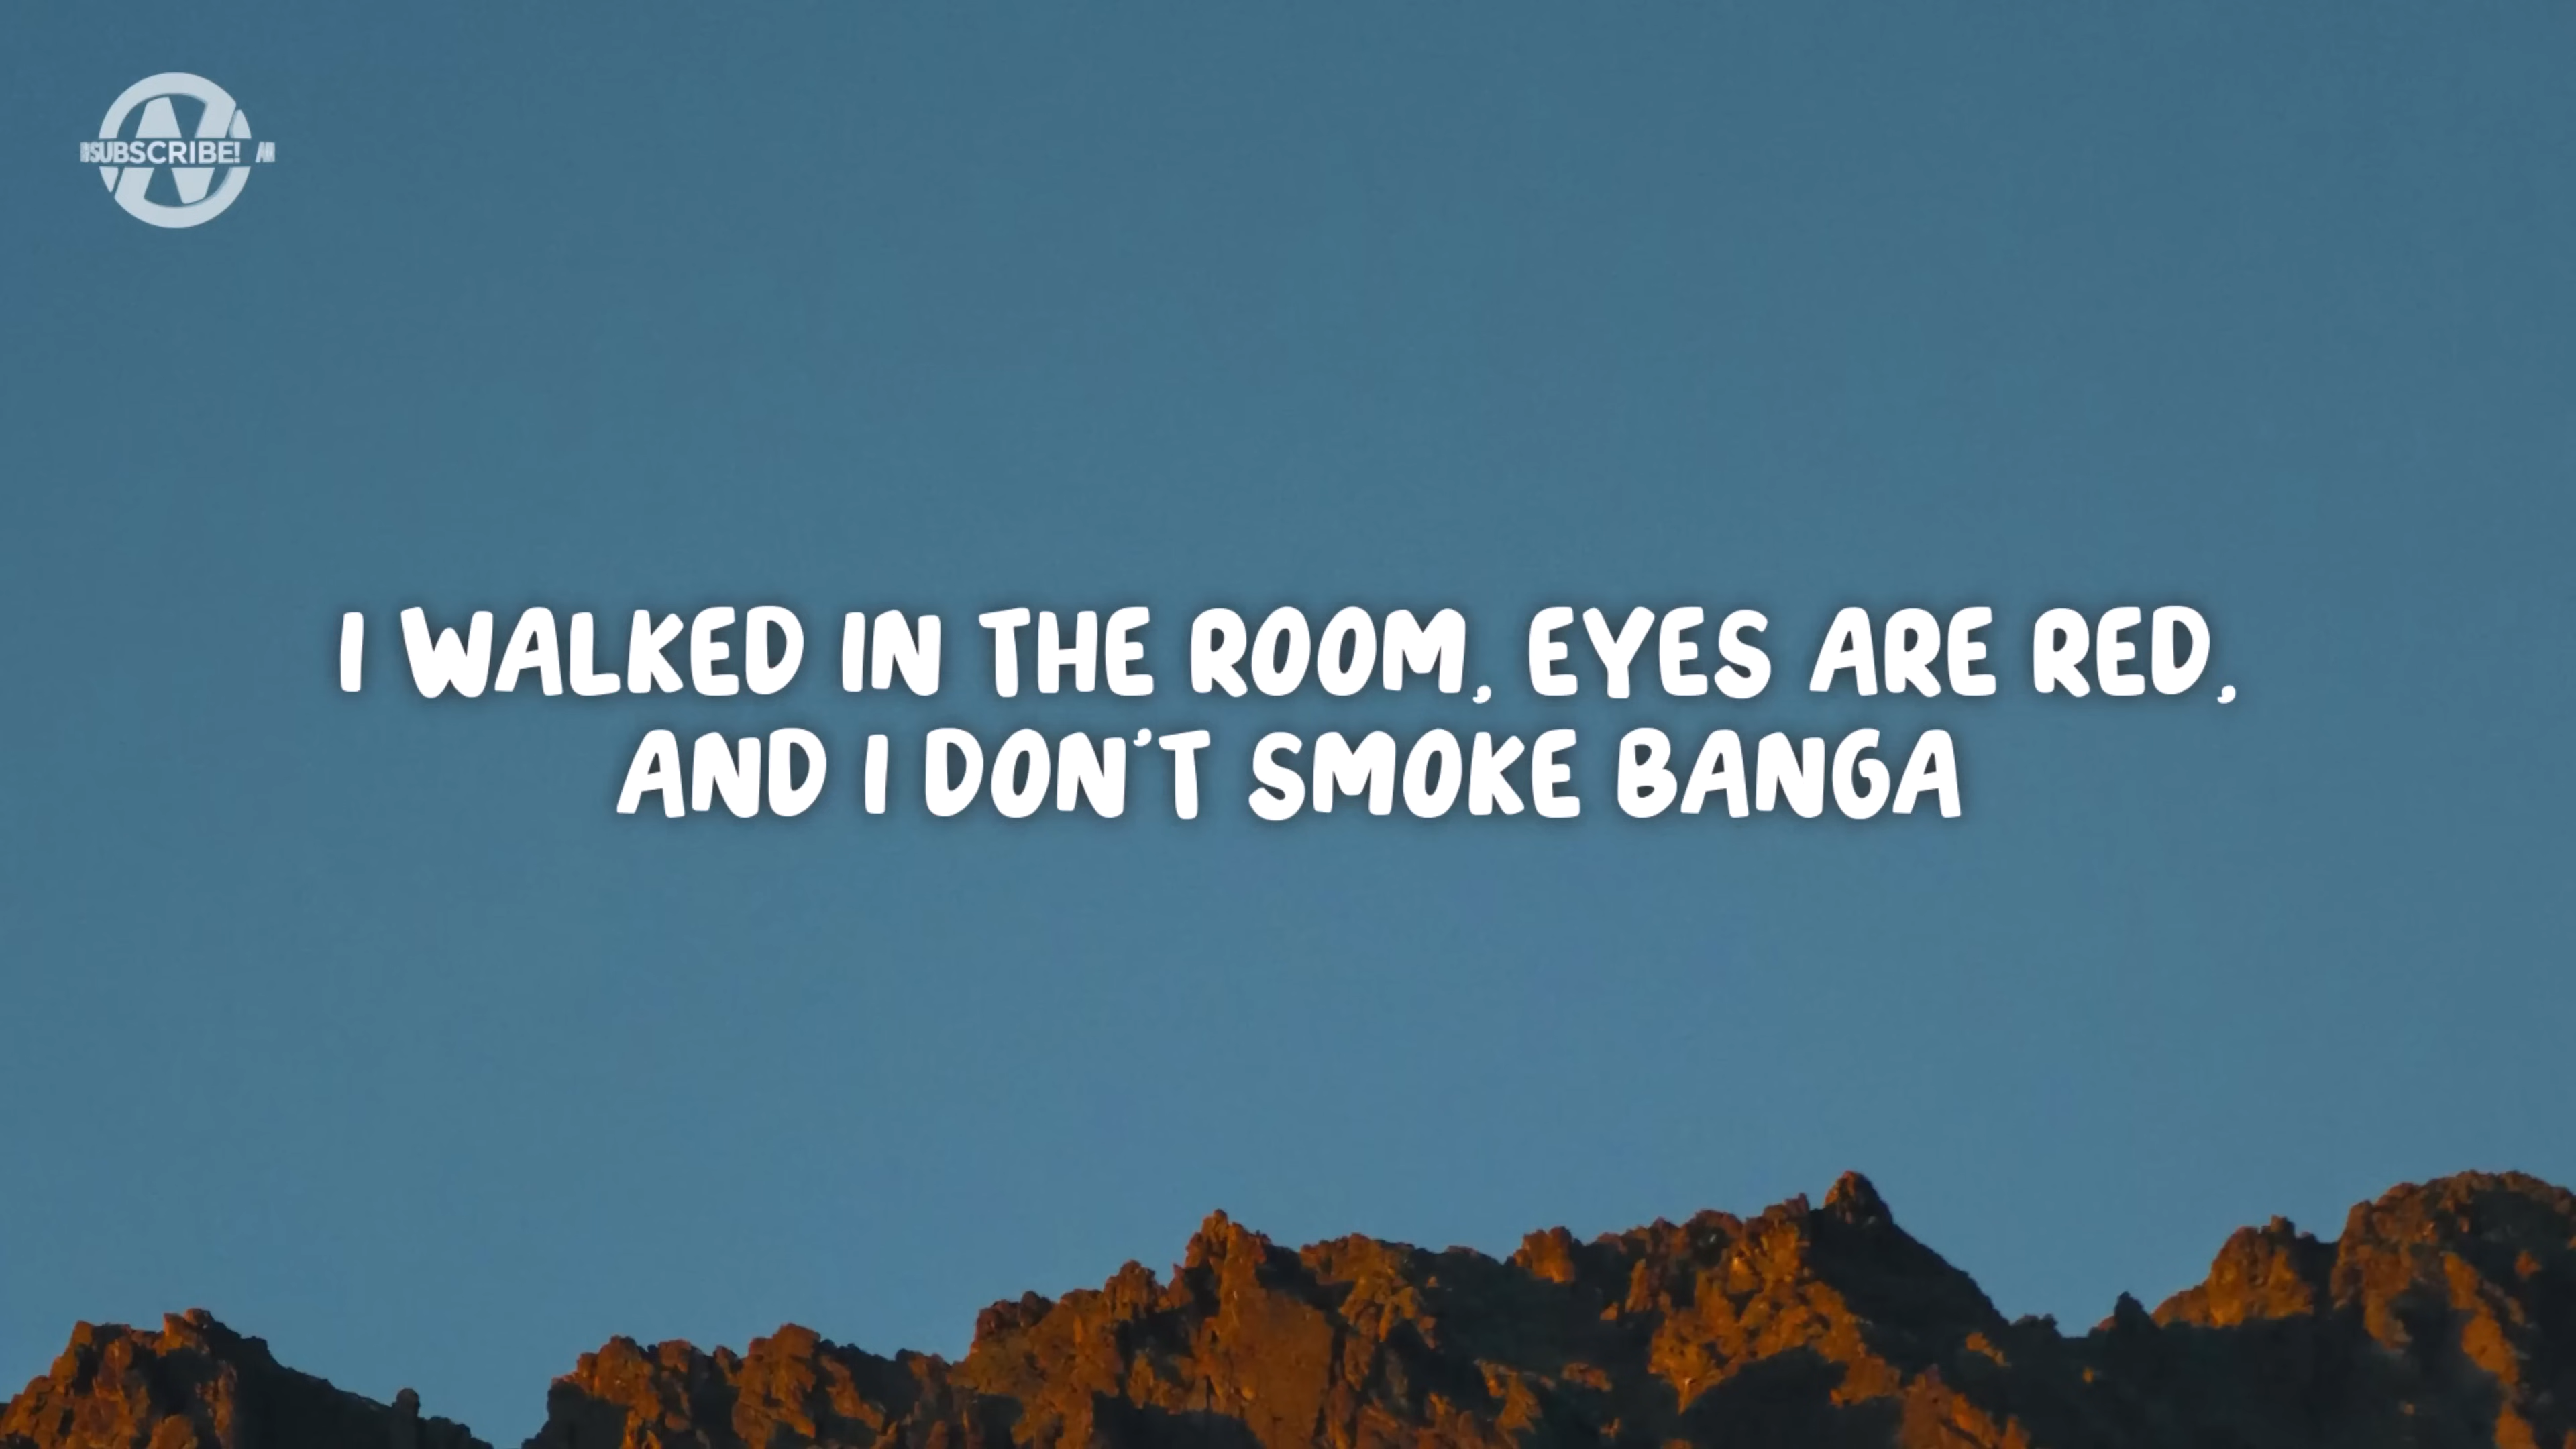 SUBSCRIBE!
I WALKED IN THE ROOM, EYES ARE RED,
AND I DON'T SMOKE BANGA